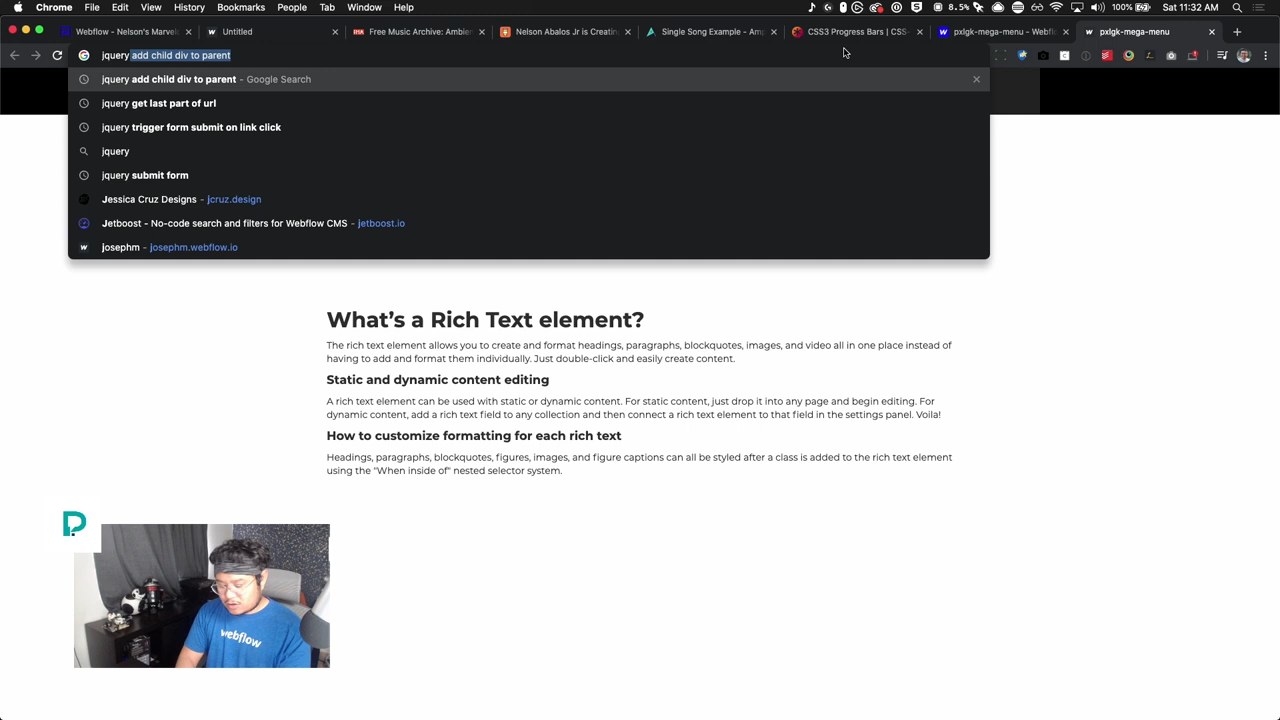 Chrome File Edit View History Bookmarks People Tab Window Help
8.5% 5 100% Sat 11:32 AM
Webflow - Nelson's Marvel
Untitled
Free Music Archive: Ambien
Nelson Abalos Jr is Creatin
Single Song Example - Am
CSS3 Progress Bars | CSS-
pxlgk-mega-menu - Webfl
pxlgk-mega-menu
jquery add child div to parent
jquery add child div to parent - Google Search
jquery get last part of url
jquery trigger form submit on link click
jquery
jquery submit form
Jessica Cruz Designs - jcruz.design
Jetboost - No-code search and filters for Webflow CMS - jetboost.io
josephm - josephm.webflow.io
What's a Rich Text element?
The rich text element allows you to create and format headings, paragraphs, blockquotes, images, and video all in one place instead of
having to add and format them individually. Just double-click and easily create content.
Static and dynamic content editing
A rich text element can be used with static or dynamic content. For static content, just drop it into any page and begin editing. For
dynamic content, add a rich text field to any collection and then connect a rich text element to that field in the settings panel. Voila!
How to customize formatting for each rich text
Headings, paragraphs, blockquotes, figures, images, and figure captions can all be styled after a class is added to the rich text element
using the "When inside of" nested selector system.
webflow